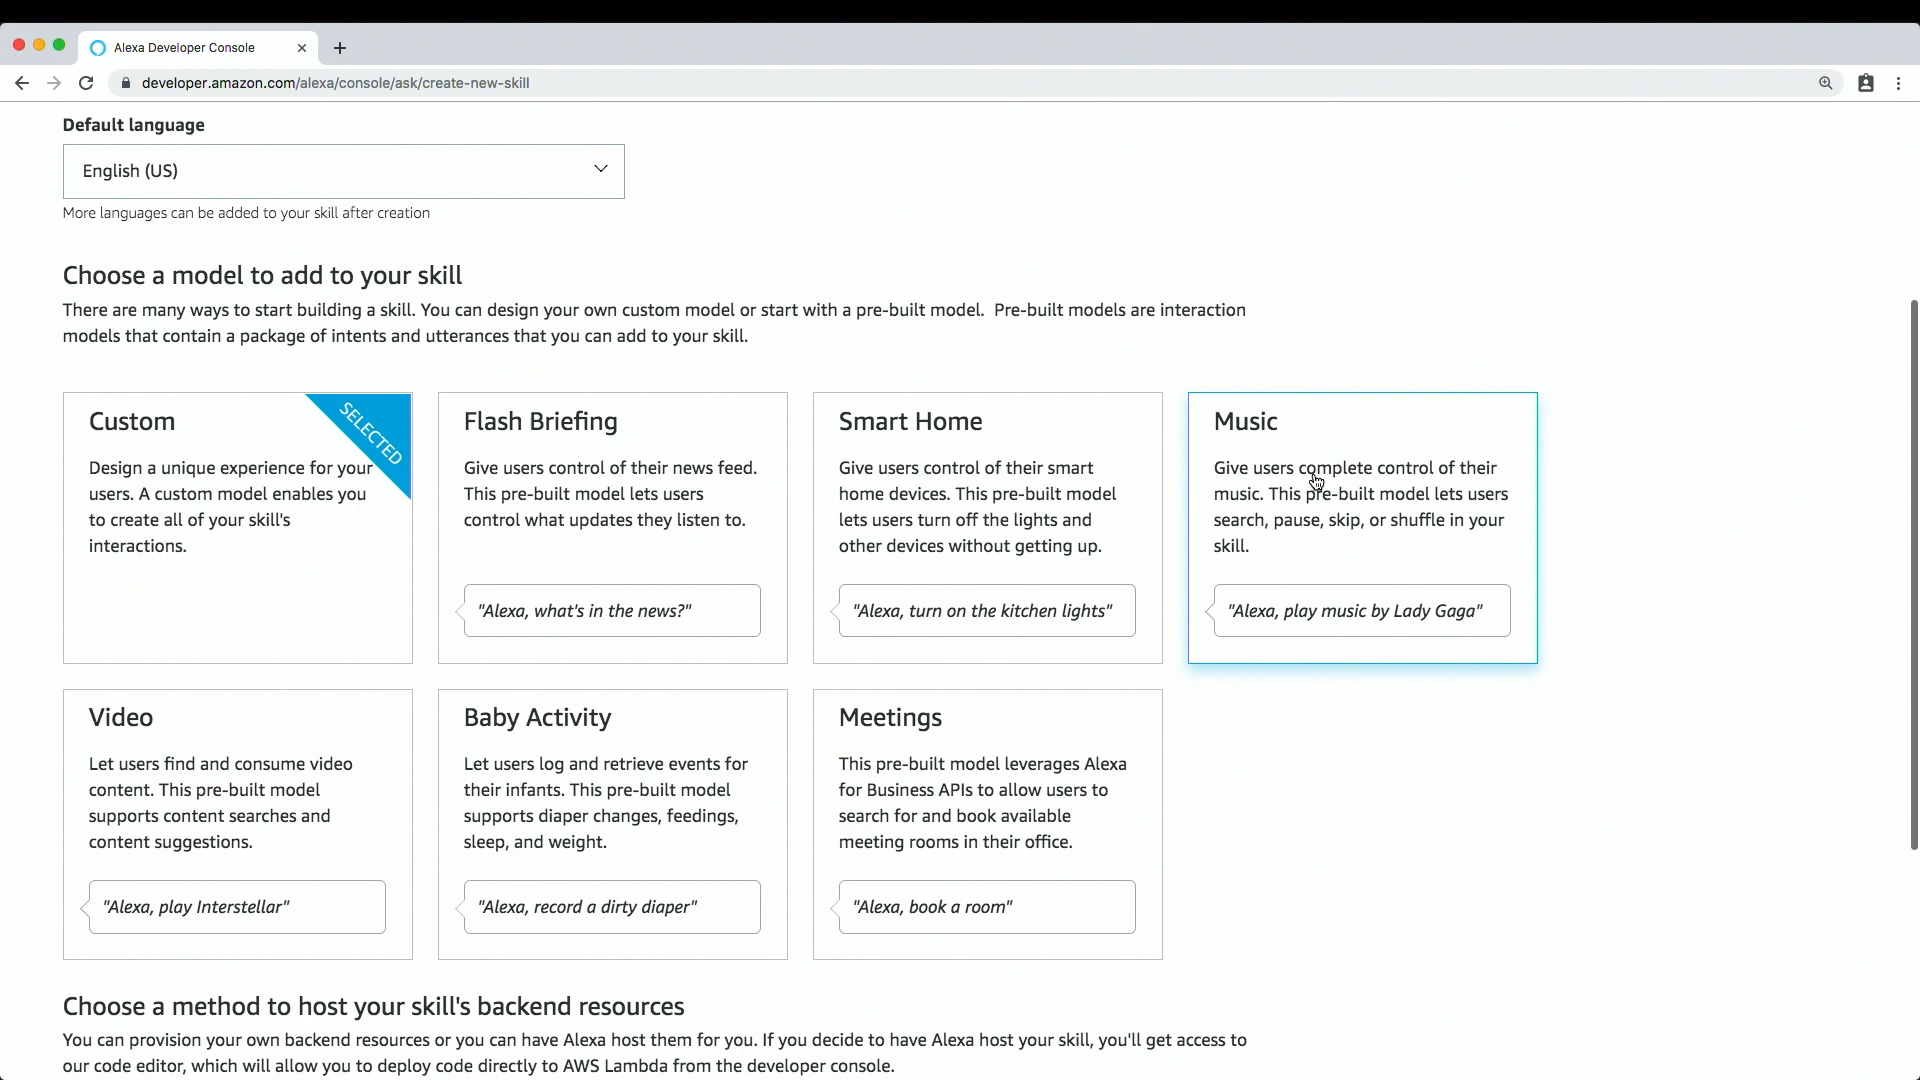 Alexa Developer Console
developer.amazon.com/alexa/console/ask/create-new-skill
Default language
English (US)
More languages can be added to your skill after creation
Choose a model to add to your skill
There are many ways to start building a skill. You can design your own custom model or start with a pre-built model. Pre-built models are interaction
models that contain a package of intents and utterances that you can add to your skill.
Custom
SELECTED
Design a unique experience for your
users. A custom model enables you
to create all of your skill's
interactions.
Flash Briefing
Give users control of their news feed.
This pre-built model lets users
control what updates they listen to.
"Alexa, what's in the news?"
Smart Home
Give users control of their smart
home devices. This pre-built model
lets users turn off the lights and
other devices without getting up.
"Alexa, turn on the kitchen lights"
Music
Give users complete control of their
music. This pre-built model lets users
search, pause, skip, or shuffle in your
skill.
"Alexa, play music by Lady Gaga"
Video
Let users find and consume video
content. This pre-built model
supports content searches and
content suggestions.
"Alexa, play Interstellar"
Baby Activity
Let users log and retrieve events for
their infants. This pre-built model
supports diaper changes, feedings,
sleep, and weight.
"Alexa, record a dirty diaper"
Meetings
This pre-built model leverages Alexa
for Business APIs to allow users to
search for and book available
meeting rooms in their office.
"Alexa, book a room"
Choose a method to host your skill's backend resources
You can provision your own backend resources or you can have Alexa host them for you. If you decide to have Alexa host your skill, you'll get access to
our code editor, which will allow you to deploy code directly to AWS Lambda from the developer console.